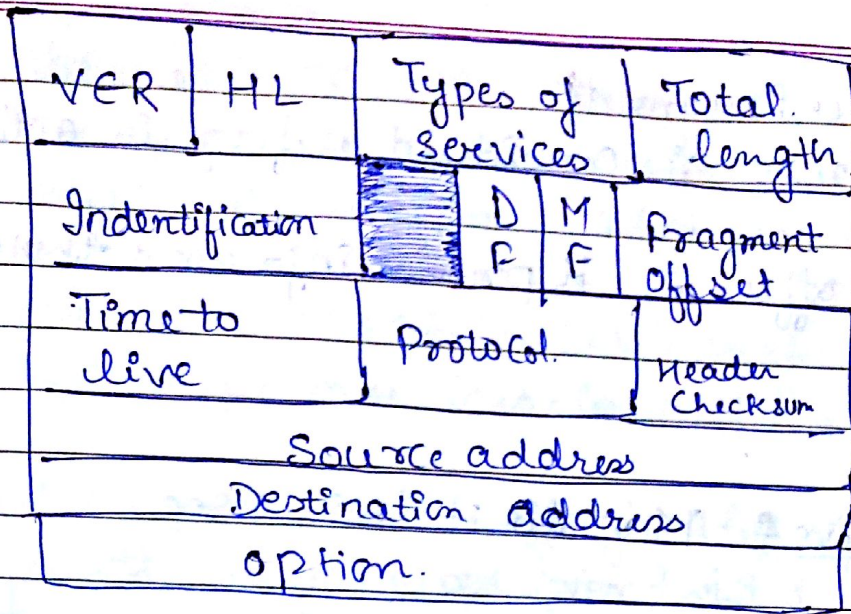 VER HL Types of Total.
Services length
Indentification D M Fragment
F F Offset
Time to Protocol. Header
live Checksum
Source address
Destination address
option.